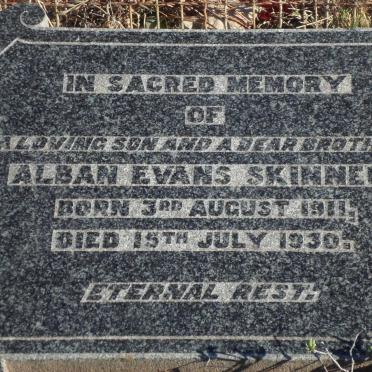 IN SACRED MEMORY
OF
A LOVING SON AND A DEAR BROTH
ALBAN EVANS SKINNE
BORN 3RD AUGUST 1911,
DIED 15TH JULY 1930.
ETERNAL REST.